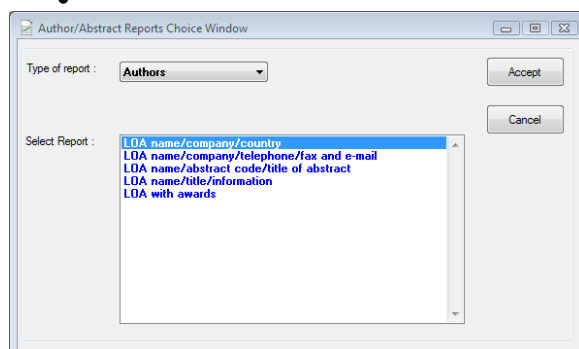 Author/Abstract Reports Choice Window
Type of report :
Authors
Accept
Cancel
Select Report :
LOA name/company/country
LOA name/company/telephone/fax and e-mail
LOA name/abstract code/title of abstract
LOA name/title/information
LOA with awards